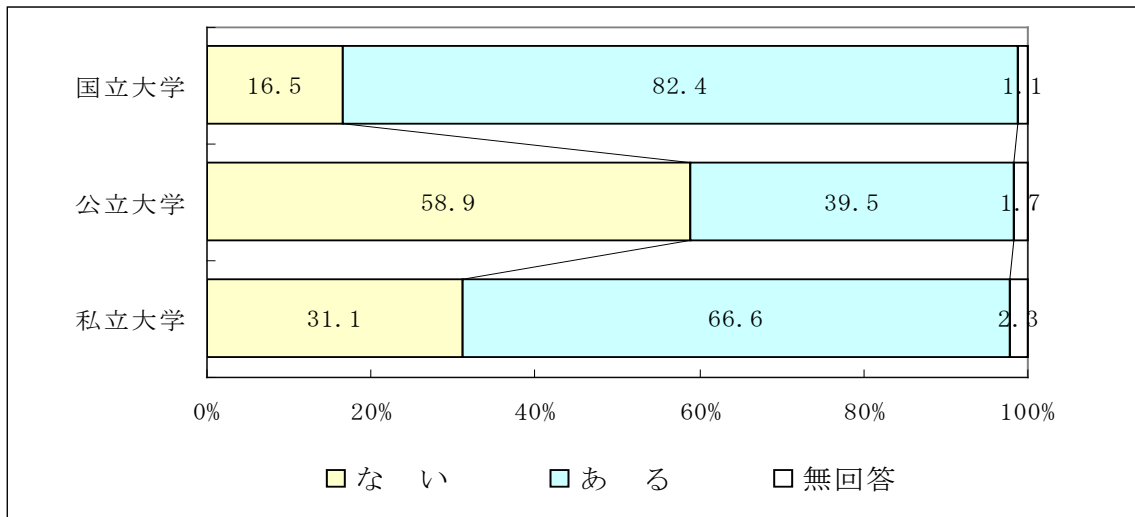 国立大学 16.5 82.4 1.1
公立大学 58.9 39.5 1.7
私立大学 31.1 66.6 2.3
0% 20% 40% 60% 80% 100%
な い あ る 無回答